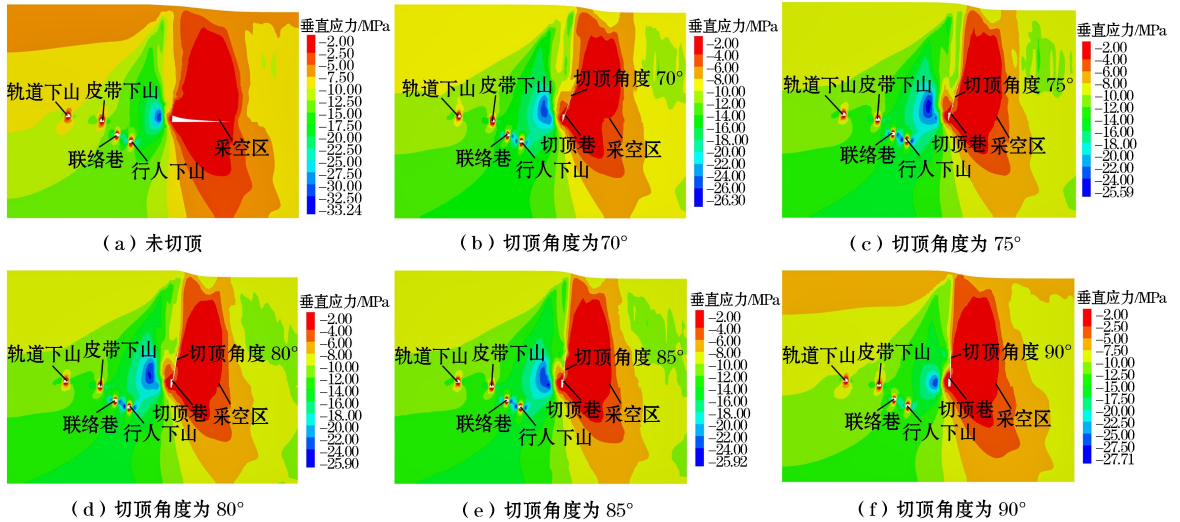 垂直应力/MPa
-2.00
-2.50
-5.00
-7.50
-10.00
-12.50
-15.00
-17.50
-19.00
-22.50
-25.00
-27.50
-30.00
-32.50
-33.24
轨道下山
皮带下山
联络巷
行人下山
采空区
(a)未切顶
垂直应力/MPa
-2.00
-4.00
-6.00
-8.00
-10.00
-12.00
-14.00
-16.00
-18.00
-20.00
-22.00
-24.00
-26.00
-26.30
轨道下山
皮带下山
切顶角度 70°
联络巷
切顶巷
行人下山
采空区
(b)切顶角度为70°
垂直应力/MPa
-2.00
-4.00
-6.00
-8.00
-10.00
-12.00
-14.00
-16.00
-18.00
-20.00
-22.00
-24.00
-25.59
轨道下山
皮带下山
切顶角度 75°
联络巷
切顶巷
行人下山
采空区
(c)切顶角度为 75°
垂直应力/MPa
-2.00
-4.00
-6.00
-8.00
-10.00
-12.00
-14.00
-16.00
-18.00
-20.00
-22.00
-24.00
-25.90
轨道下山
皮带下山
切顶角度 80°
联络巷
切顶巷
行人下山
采空区
(d)切顶角度为 80°
垂直应力/MPa
-2.00
-4.00
-6.00
-8.00
-10.00
-12.00
-14.00
-16.00
-18.00
-20.00
-22.00
-24.00
-25.92
轨道下山
皮带下山
切顶角度 85°
联络巷
切顶巷
行人下山
采空区
(e)切顶角度为 85°
垂直应力/MPa
-2.00
-2.50
-5.00
-7.50
-10.00
-12.50
-15.00
-17.50
-20.00
-22.50
-25.00
-27.50
-27.71
轨道下山
皮带下山
切顶角度 90°
联络巷
切顶巷
行人下山
采空区
(f)切顶角度为 90°